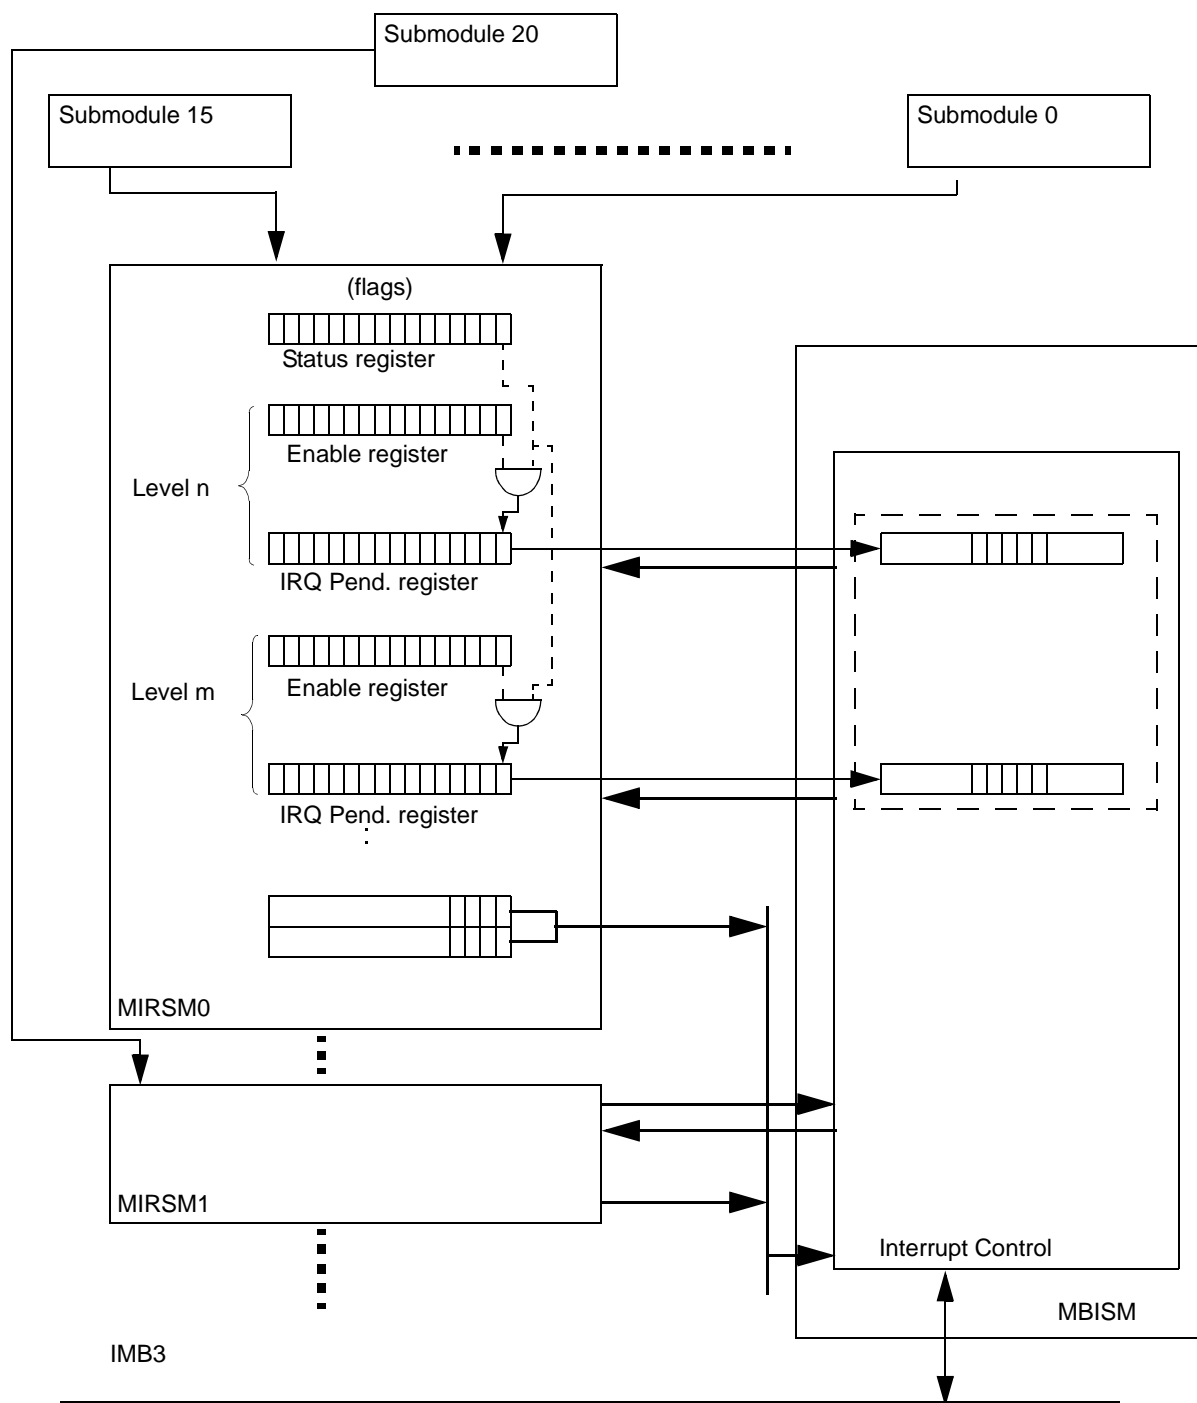 Submodule 20
Submodule 15
Submodule 0
(flags)
Status register
Enable register
Level n
IRQ Pend. register
Enable register
Level m
IRQ Pend. register
MIRSM0
MIRSM1
Interrupt Control
MBISM
IMB3